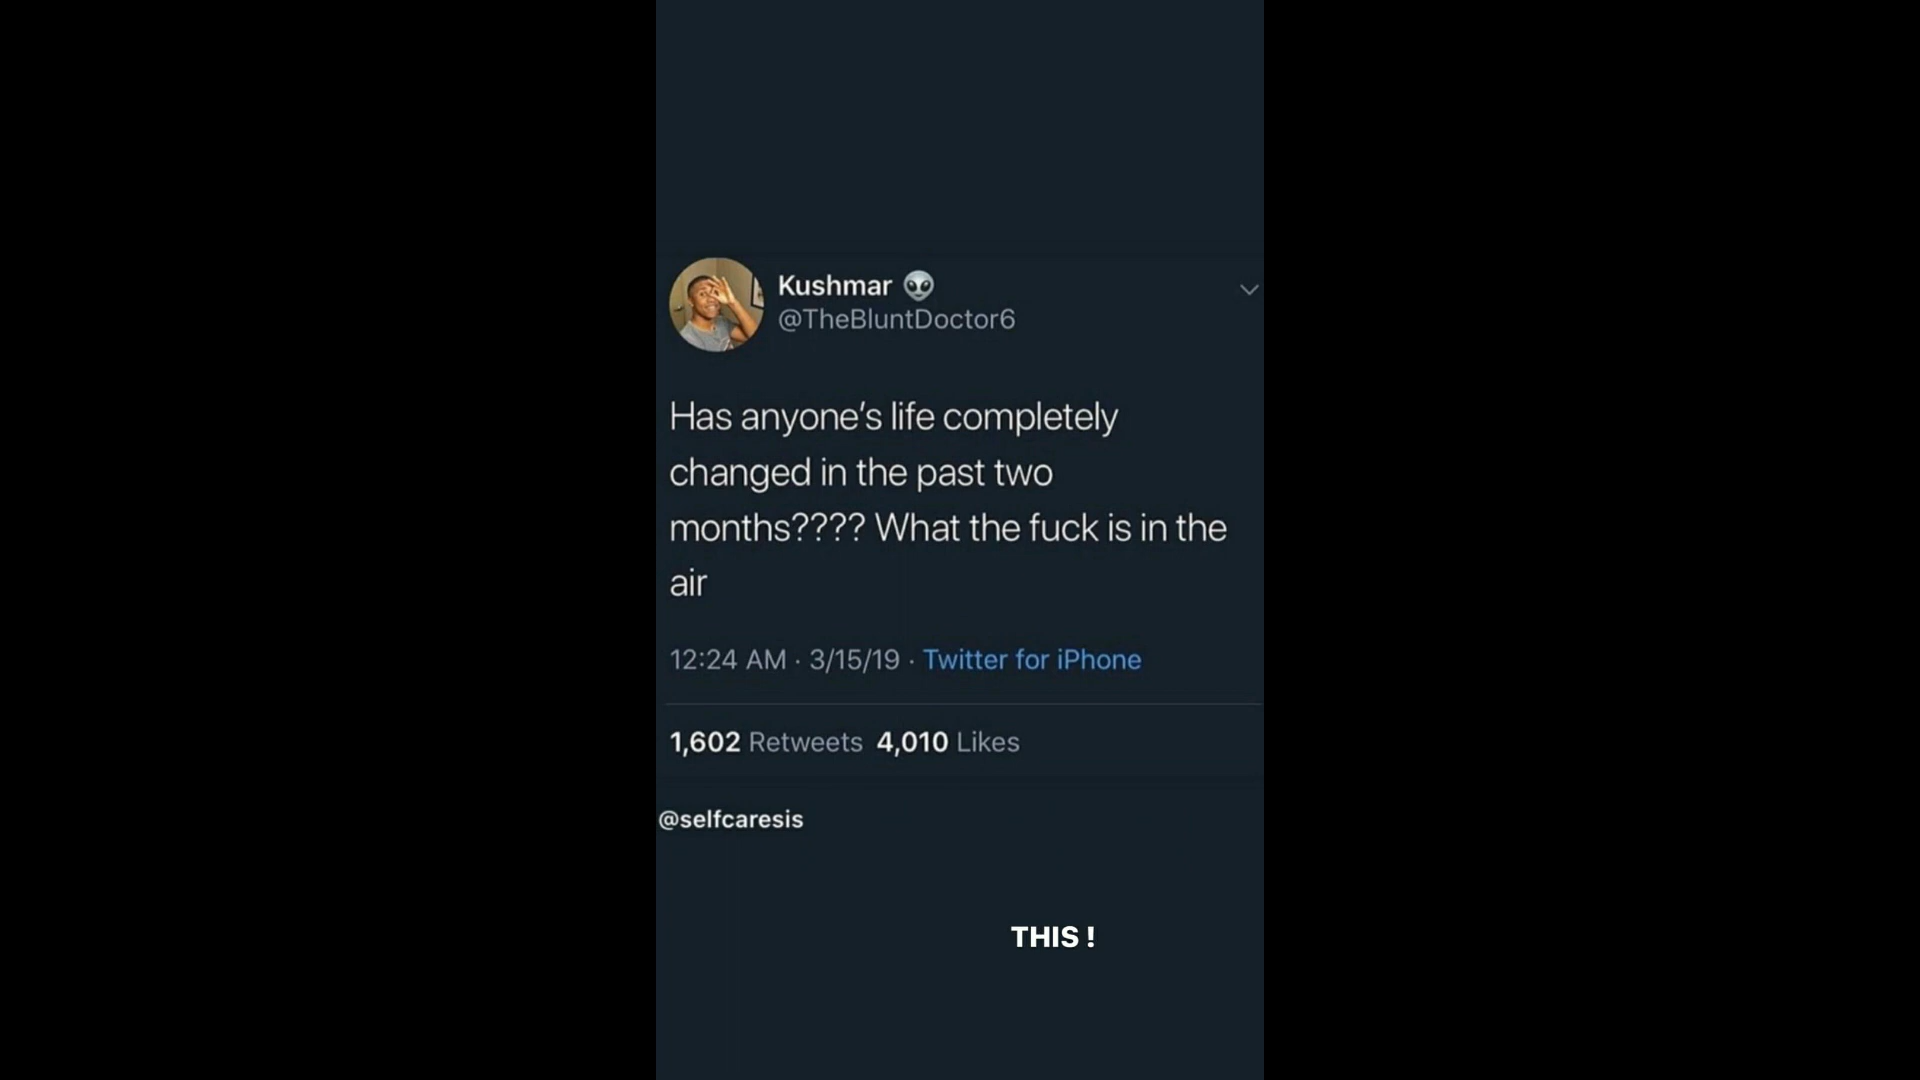 Kushmar 👽
@TheBluntDoctor6
Has anyone's life completely
changed in the past two
months???? What the fuck is in the
air
12:24 AM · 3/15/19 · Twitter for iPhone
1,602 Retweets 4,010 Likes
@selfcaresis
THIS !